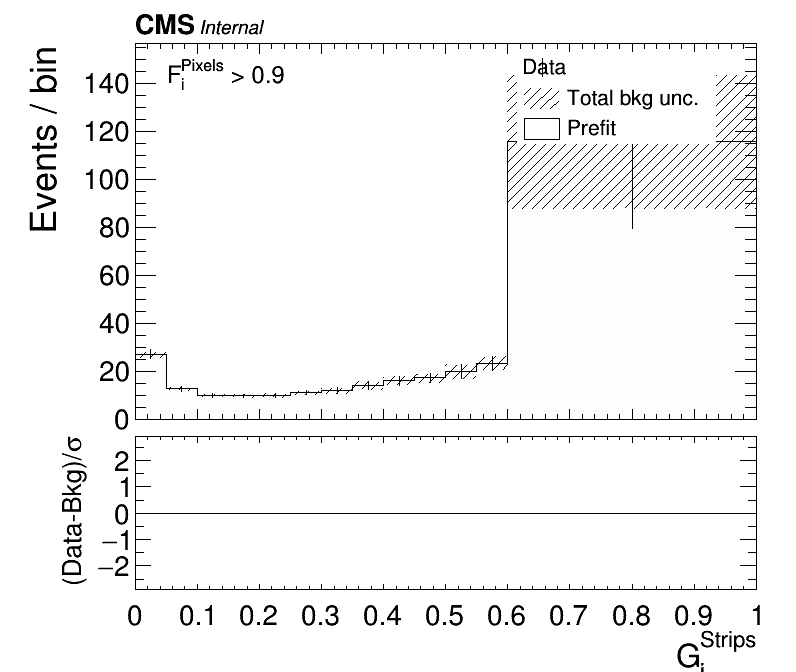 CMS Internal
F_i^Pixels > 0.9
Data
Total bkg unc.
Prefit
Events / bin
140
120
100
80
60
40
20
0
(Data-Bkg)/σ
2
1
0
−1
−2
0 0.1 0.2 0.3 0.4 0.5 0.6 0.7 0.8 0.9 1
G_i^Strips